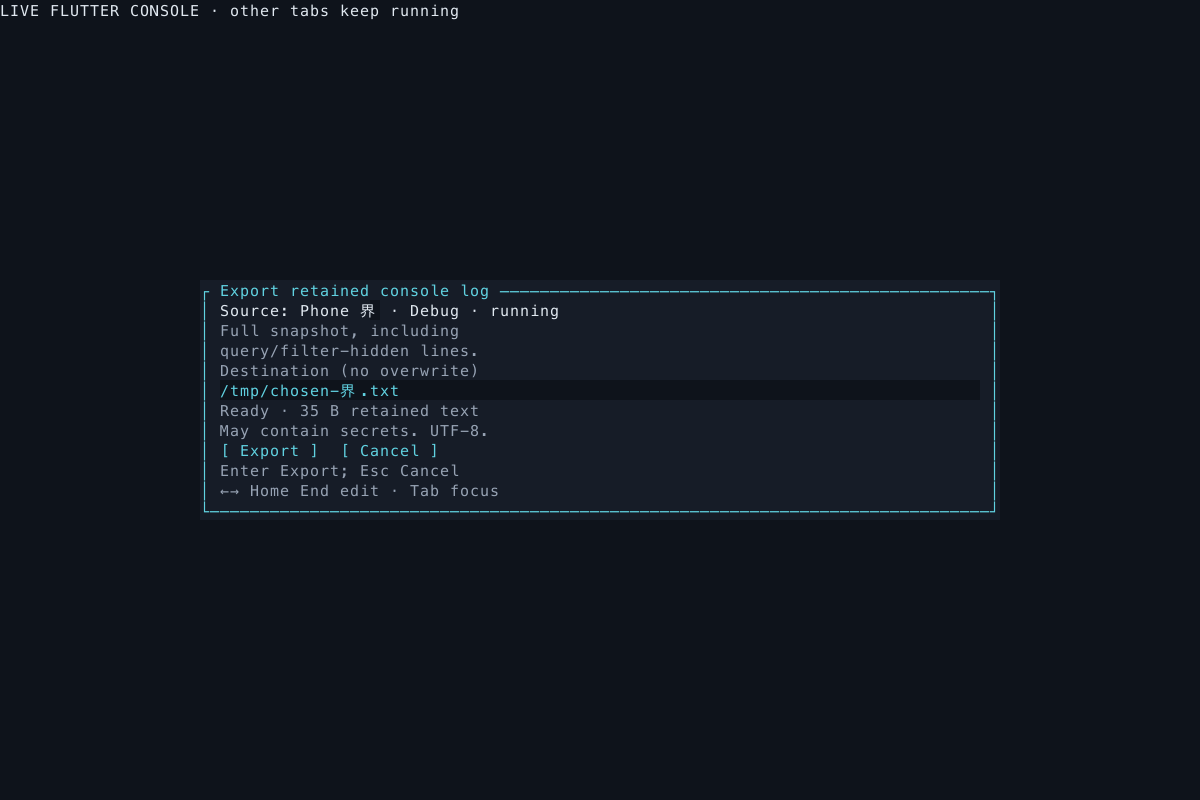 LIVE FLUTTER CONSOLE · other tabs keep running
Export retained console log
Source: Phone 界 · Debug · running
Full snapshot, including
query/filter-hidden lines.
Destination (no overwrite)
/tmp/chosen-界.txt
Ready · 35 B retained text
May contain secrets. UTF-8.
[ Export ]  [ Cancel ]
Enter Export; Esc Cancel
←→ Home End edit · Tab focus